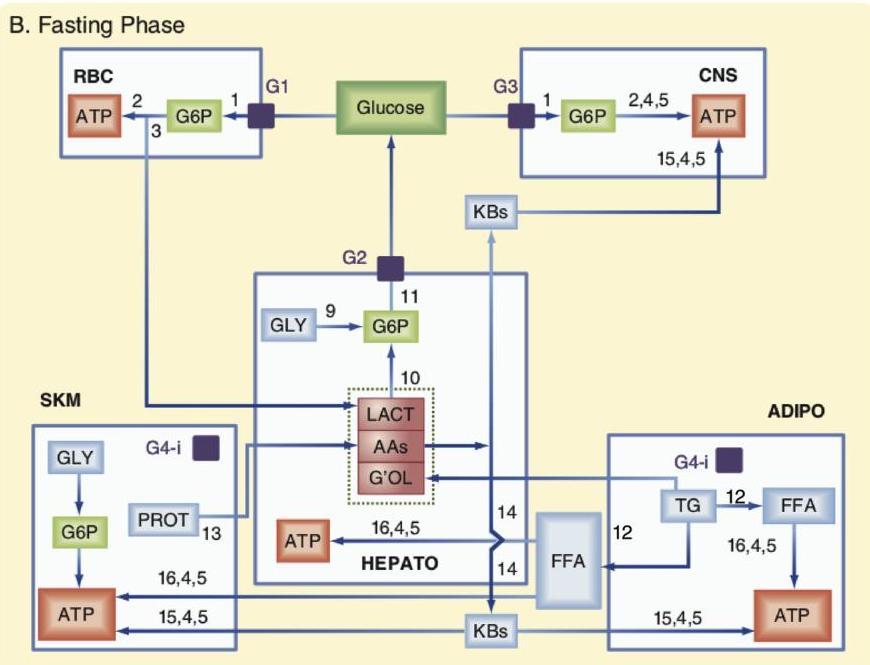 B. Fasting Phase
RBC
G1
G3
CNS
ATP
2
3
G6P
1
Glucose
1
G6P
2,4,5
ATP
15,4,5
KBs
G2
11
GLY
9
G6P
10
SKM
LACT
ADIPO
GLY
G4-i
AAs
G4-i
G'OL
TG
12
FFA
G6P
PROT
13
ATP
16,4,5
14
12
16,4,5
HEPATO
FFA
14
16,4,5
ATP
15,4,5
KBs
15,4,5
ATP